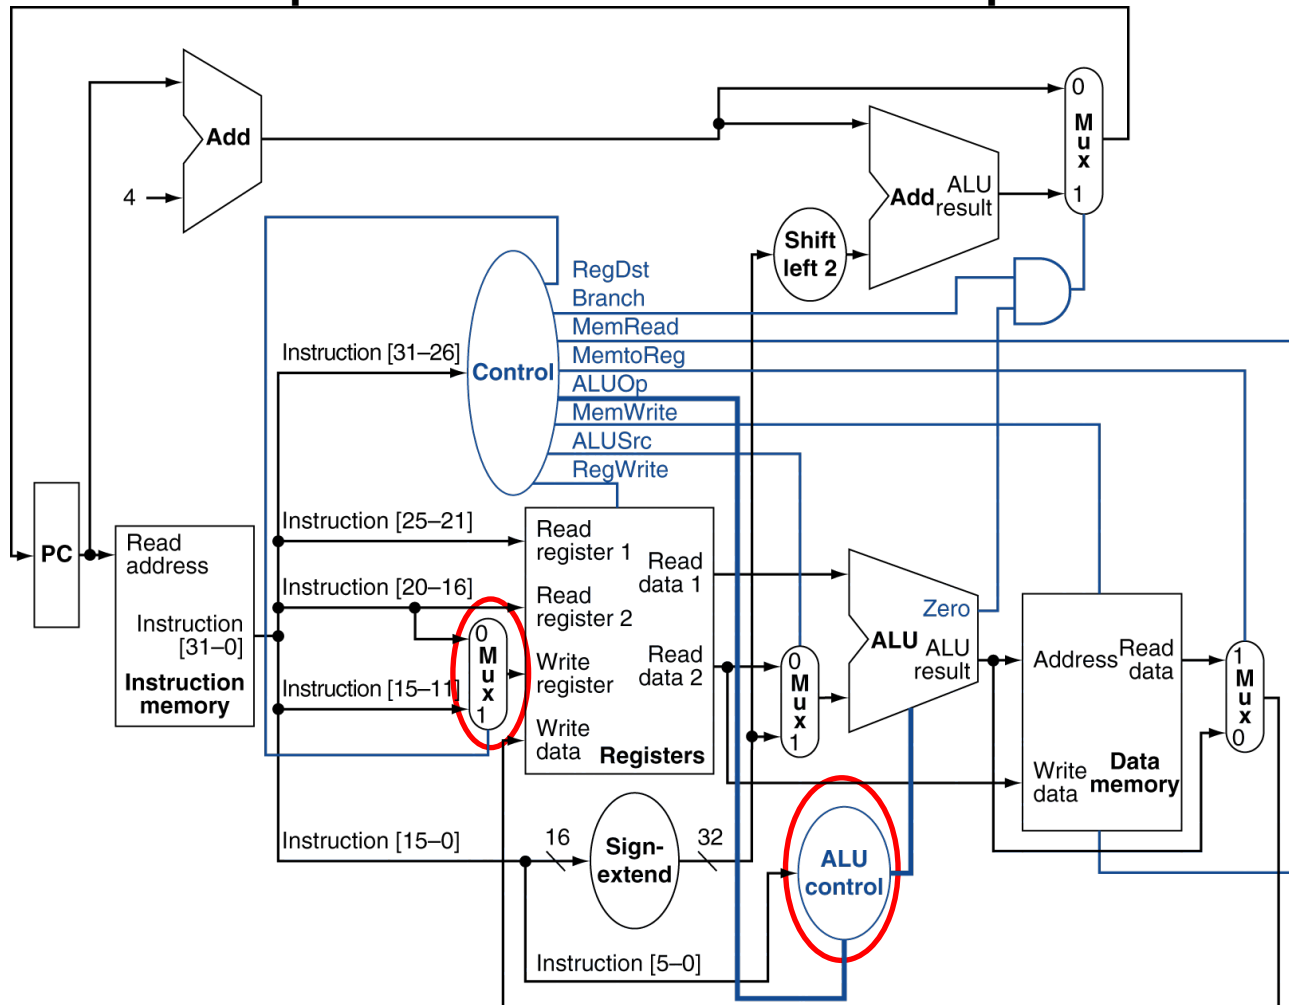 0
M
u
x
1
Add
4
Add
ALU
result
Shift
left 2
RegDst
Branch
MemRead
MemtoReg
ALUOp
MemWrite
ALUSrc
RegWrite
Control
Instruction [31–26]
Instruction [25–21]
Instruction [20–16]
Instruction [15–11]
Instruction [15–0]
Instruction [5–0]
PC
Read
address
Instruction
[31–0]
Instruction
memory
0
M
u
x
1
Read
register 1
Read
register 2
Write
register
Write
data
Read
data 1
Read
data 2
Registers
0
M
u
x
1
Zero
ALU
ALU
result
Address
Read
data
Write
data
Data
memory
1
M
u
x
0
16
Sign-
extend
32
ALU
control